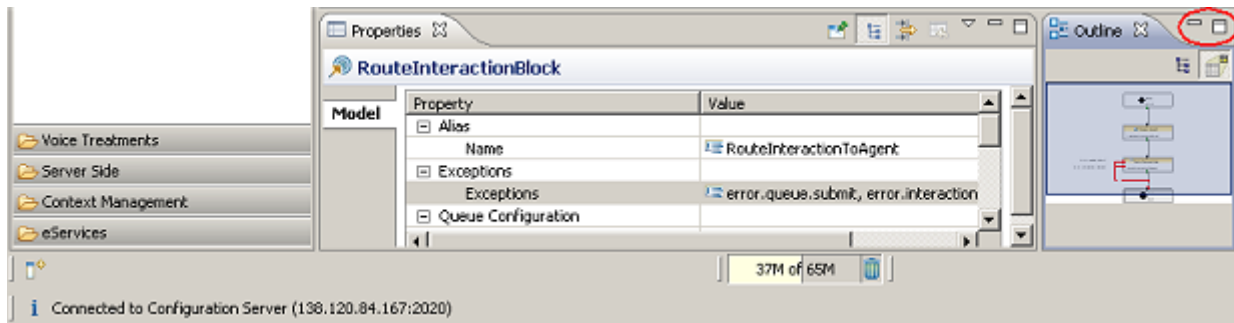 Properties
Outline
RouteInteractionBlock
Model
Property Value
Alias
Name RouteInteractionToAgent
Exceptions
Exceptions error.queue.submit, error.interaction
Queue Configuration
Voice Treatments
Server Side
Context Management
eServices
37M of 65M
Connected to Configuration Server (138.120.84.167:2020)